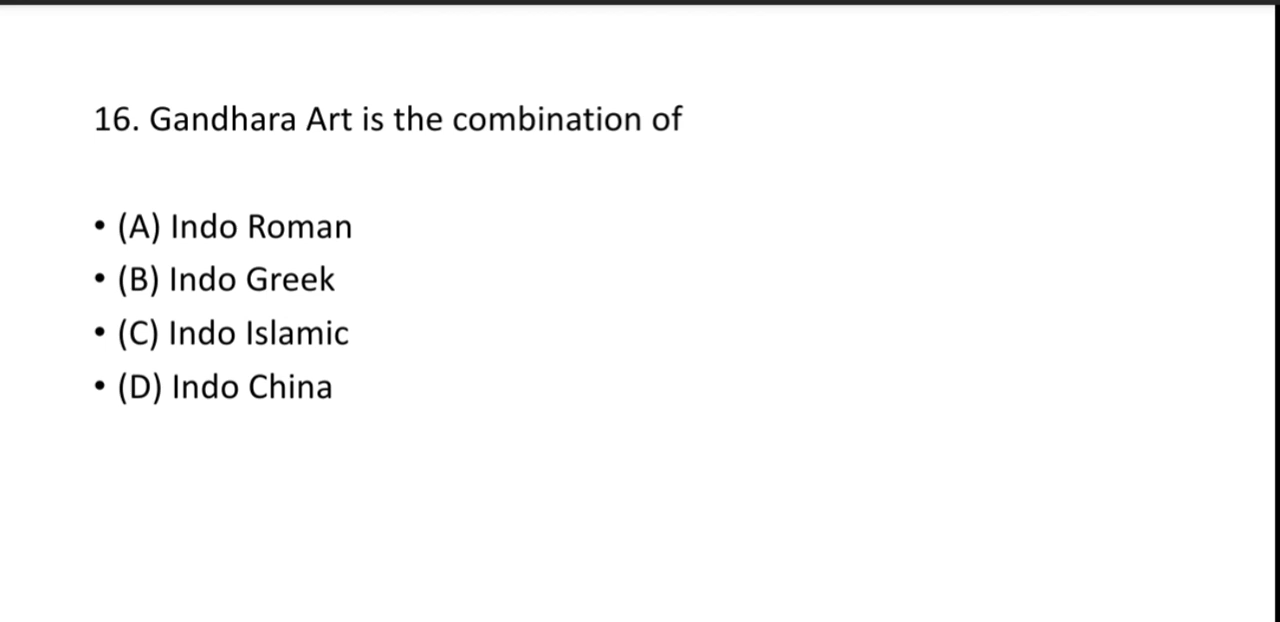 16. Gandhara Art is the combination of
• (A) Indo Roman
• (B) Indo Greek
• (C) Indo Islamic
• (D) Indo China